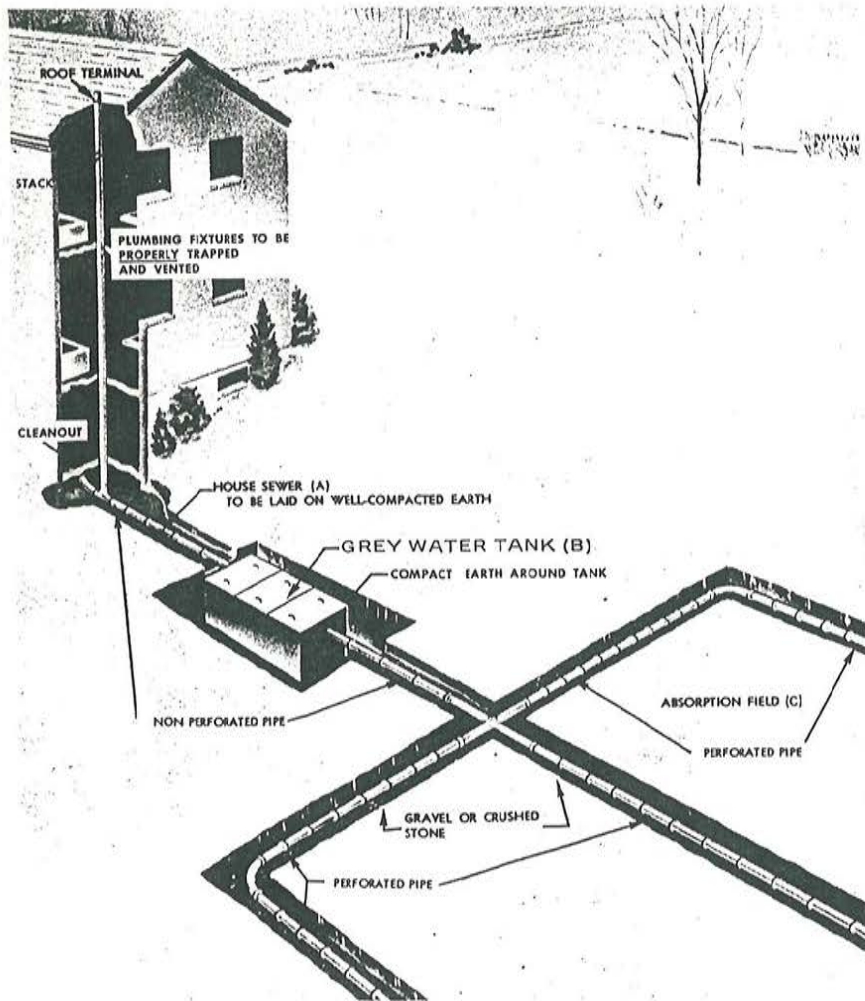 ROOF TERMINAL
STACK
PLUMBING FIXTURES TO BE
PROPERLY TRAPPED
AND VENTED
CLEANOUT
HOUSE SEWER (A)
TO BE LAID ON WELL-COMPACTED EARTH
GREY WATER TANK (B)
COMPACT EARTH AROUND TANK
NON PERFORATED PIPE
ABSORPTION FIELD (C)
PERFORATED PIPE
GRAVEL OR CRUSHED
STONE
PERFORATED PIPE